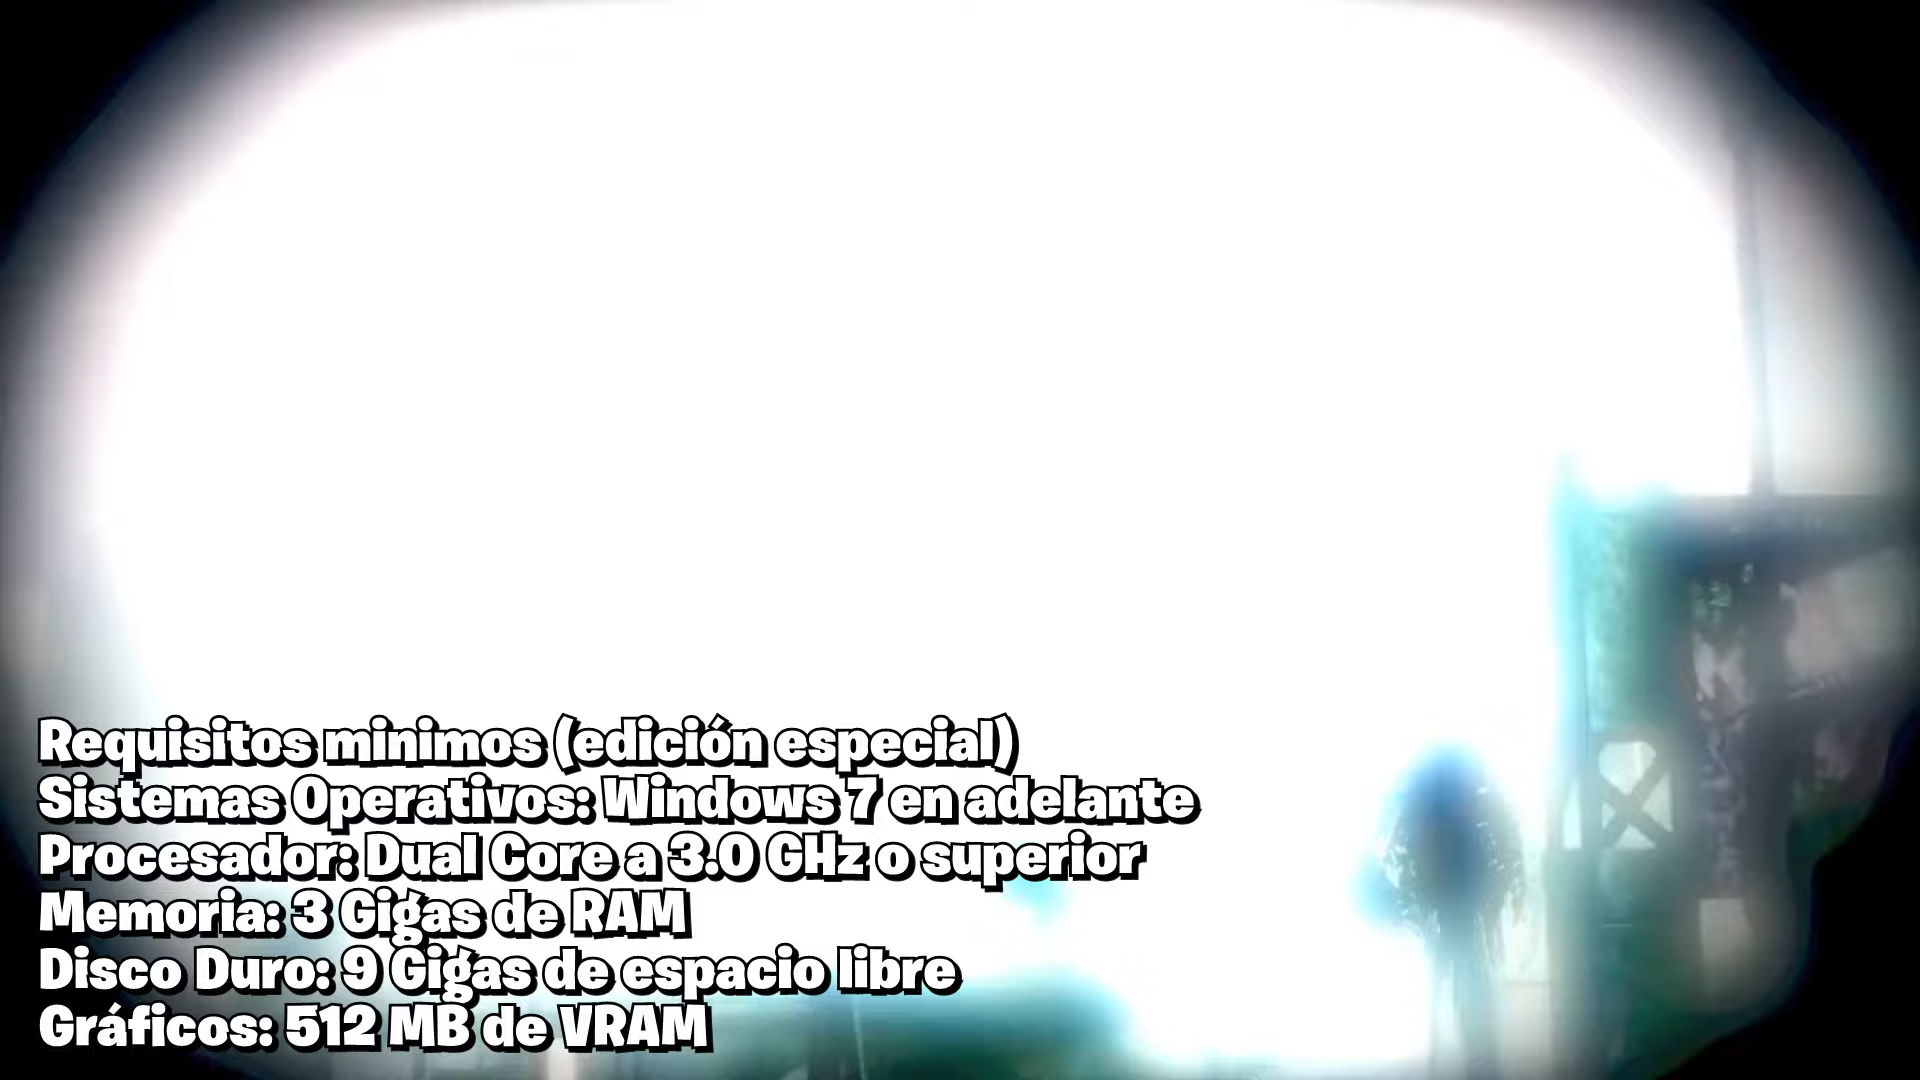 Requisitos minimos (edición especial)
Sistemas Operativos: Windows 7 en adelante
Procesador: Dual Core a 3.0 GHz o superior
Memoria: 3 Gigas de RAM
Disco Duro: 9 Gigas de espacio libre
Gráficos: 512 MB de VRAM